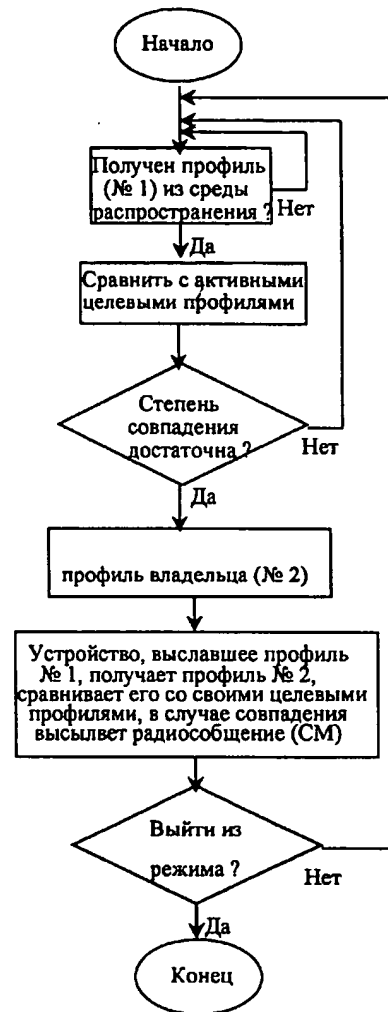 Начало
Получен профиль
(№ 1) из среды
распространения ?
Нет
Да
Сравнить с активными
целевыми профилями
Степень
совпадения
достаточна ?
Нет
Да
профиль владельца (№ 2)
Устройство, выславшее профиль
№ 1, получает профиль № 2,
сравнивает его со своими целевыми
профилями, в случае совпадения
высылвет радиосообщение (СМ)
Выйти из
режима ?
Нет
Да
Конец